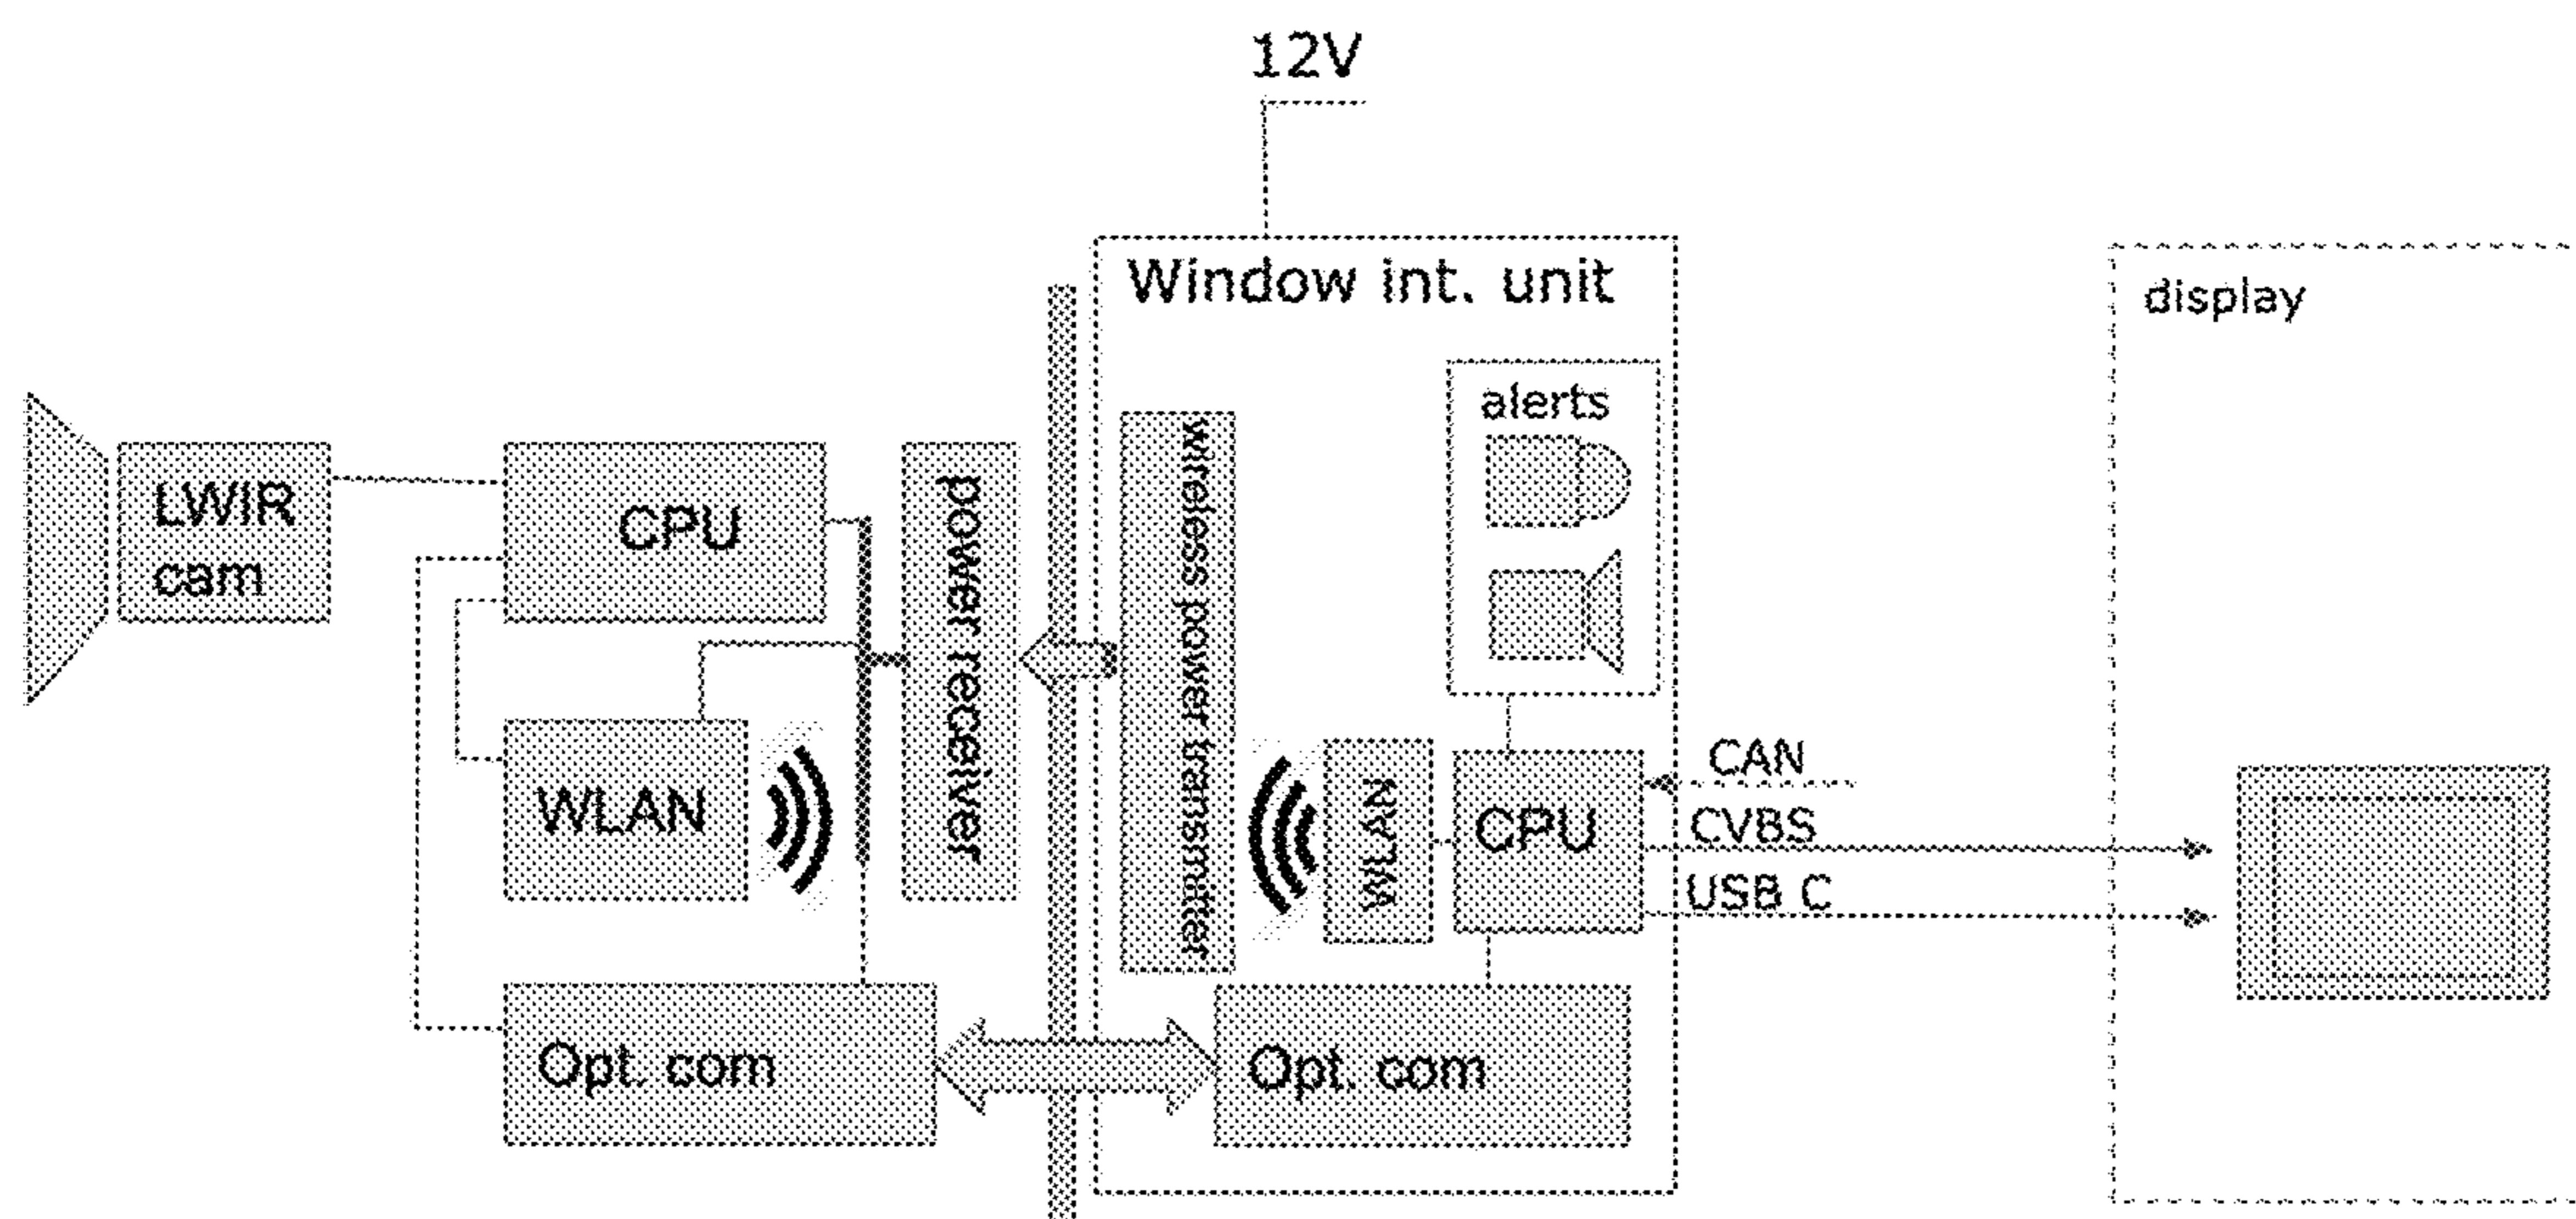 12V
Window int. unit
display
alerts
LWIR
cam
CPU
power receiver
wireless power transmitter
WLAN
WLAN
CPU
CAN
CVBS
USB C
Opt. com
Opt. com